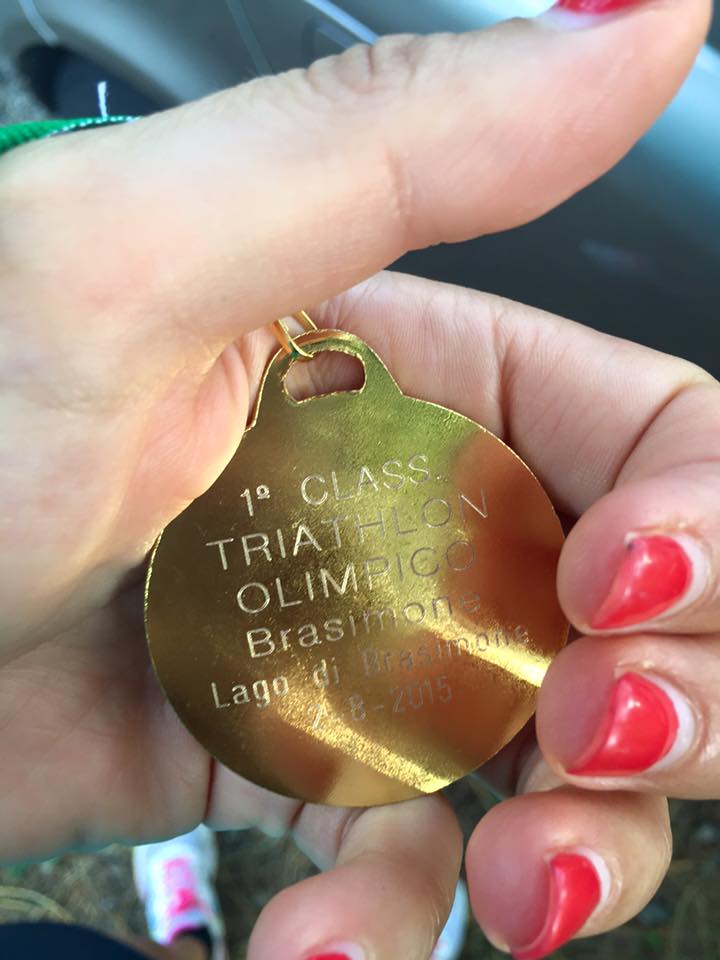 1º CLASS.
TRIATHLON
OLIMPICO
Brasimone
Lago di Brasimone
2-8-2015